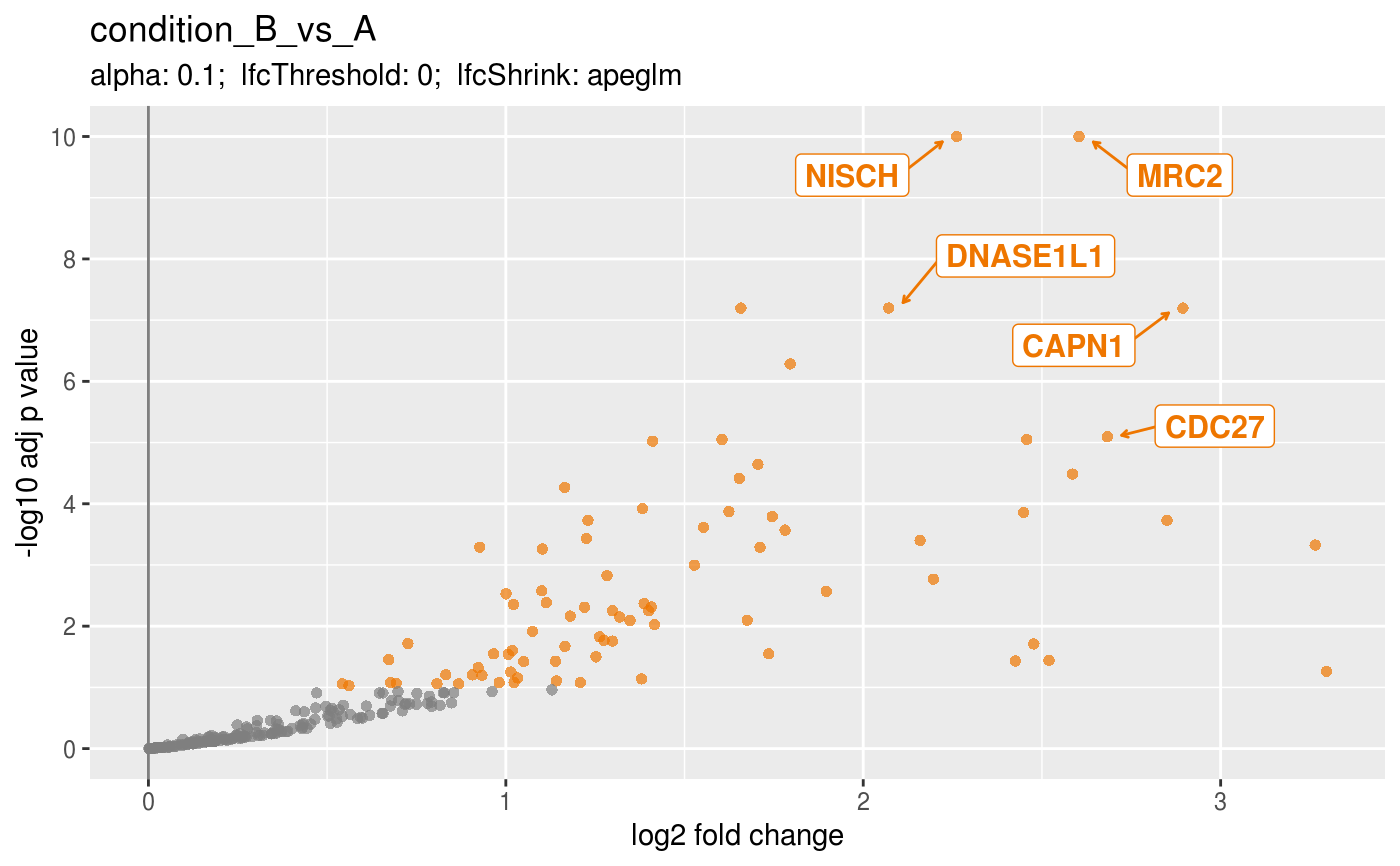 condition_B_vs_A
alpha: 0.1;  lfcThreshold: 0;  lfcShrink: apeglm
10
8
6
4
2
0
-log10 adj p value
NISCH
MRC2
DNASE1L1
CAPN1
CDC27
0
1
2
3
log2 fold change